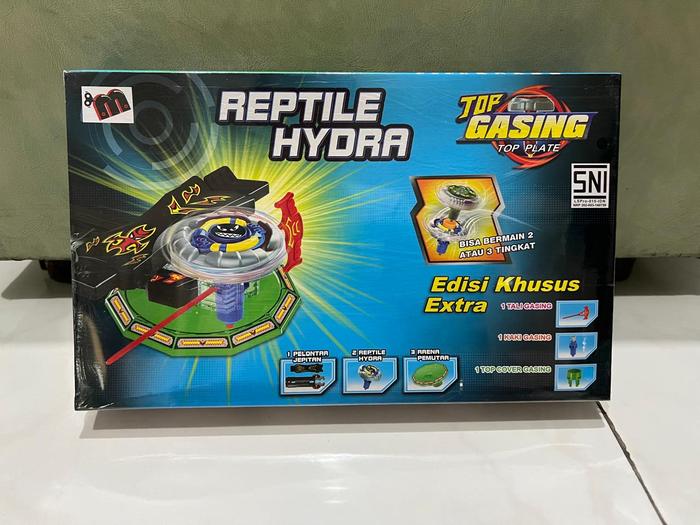 REPTILE
HYDRA
TOP
GASING
TOP PLATE
SNI
BISA BERMAIN 2
ATAU 3 TINGKAT
Edisi Khusus
Extra
1 TALI GASING
1 KAKI GASING
1 TOP COVER GASING
1 PELONTAR
JEPITAN
2 REPTILE
HYDRA
3 ARENA
PEMUTAR